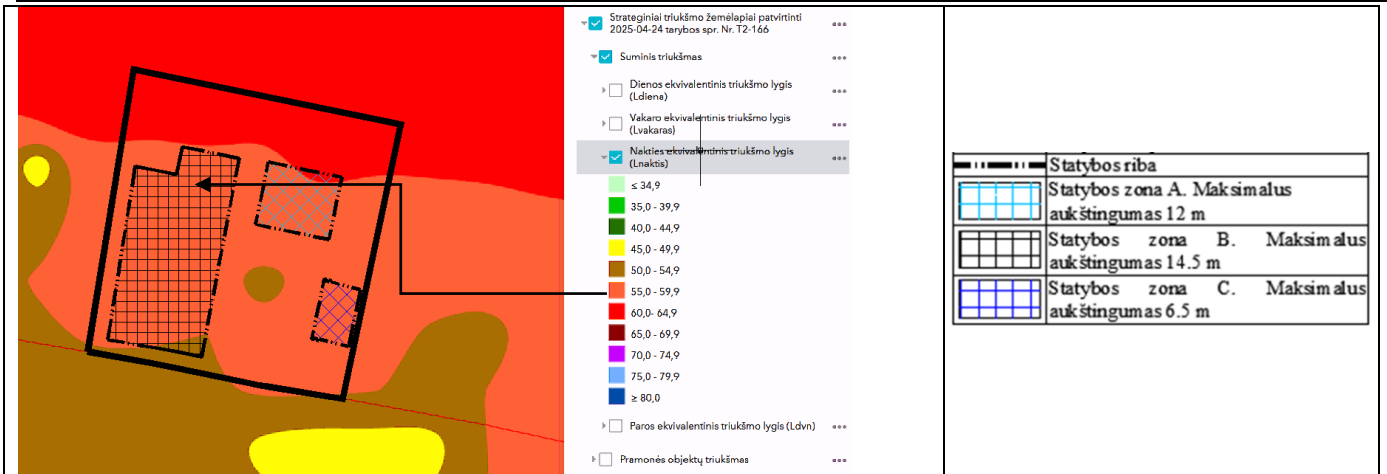 Strateginiai triukšmo žemėlapiai patvirtinti
2025-04-24 tarybos spr. Nr. T2-166
Suminis triukšmas
Dienos ekvivalentinis triukšmo lygis
(Ldiena)
Vakaro ekvivalentinis triukšmo lygis
(Lvakaras)
Nakties ekvivalentinis triukšmo lygis
(Lnaktis)
≤ 34,9
35,0 - 39,9
40,0 - 44,9
45,0 - 49,9
50,0 - 54,9
55,0 - 59,9
60,0- 64,9
65,0 - 69,9
70,0 - 74,9
75,0 - 79,9
≥ 80,0
Paros ekvivalentinis triukšmo lygis (Ldvn)
Pramonės objektų triukšmas
Statybos riba
Statybos zona A. Maksimalus
aukštingumas 12 m
Statybos zona B. Maksimalus
aukštingumas 14.5 m
Statybos zona C. Maksimalus
aukštingumas 6.5 m